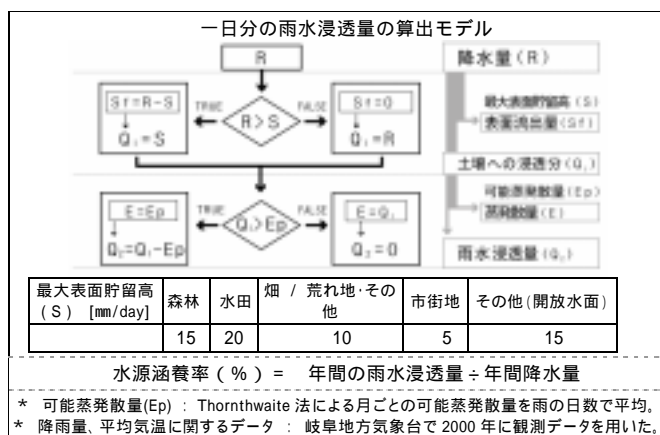 一日分の雨水浸透量の算出モデル
R
降水量(R)
Sf=R-S
Q₁=S
TRUE
R>S
FALSE
Sf=0
Q₁=R
最大表面貯留高(S)
表面流出量(Sf)
土壌への浸透分(Q₁)
E=Ep
Q₂=Q₁-Ep
TRUE
Q₁>Ep
FALSE
E=Q₁
Q₂=0
可能蒸発散量(Ep)
蒸発散量(E)
雨水浸透量(Q₂)
最大表面貯留高 森林 水田 畑 / 荒れ地・その他 市街地 その他(開放水面)
(S) [mm/day]
15 20 10 5 15
水源涵養率(%)= 年間の雨水浸透量÷年間降水量
* 可能蒸発散量(Ep) : Thornthwaite 法による月ごとの可能蒸発散量を雨の日数で平均。
* 降雨量、平均気温に関するデータ : 岐阜地方気象台で 2000 年に観測データを用いた。